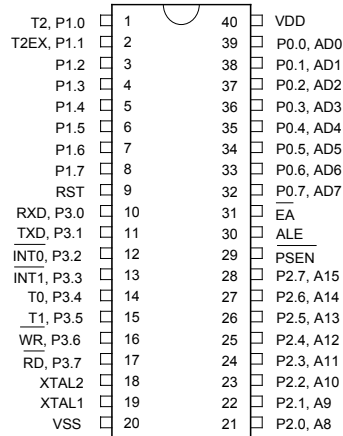 T2, P1.0 1 40 VDD
T2EX, P1.1 2 39 P0.0, AD0
P1.2 3 38 P0.1, AD1
P1.3 4 37 P0.2, AD2
P1.4 5 36 P0.3, AD3
P1.5 6 35 P0.4, AD4
P1.6 7 34 P0.5, AD5
P1.7 8 33 P0.6, AD6
RST 9 32 P0.7, AD7
RXD, P3.0 10 31 EA
TXD, P3.1 11 30 ALE
INT0, P3.2 12 29 PSEN
INT1, P3.3 13 28 P2.7, A15
T0, P3.4 14 27 P2.6, A14
T1, P3.5 15 26 P2.5, A13
WR, P3.6 16 25 P2.4, A12
RD, P3.7 17 24 P2.3, A11
XTAL2 18 23 P2.2, A10
XTAL1 19 22 P2.1, A9
VSS 20 21 P2.0, A8